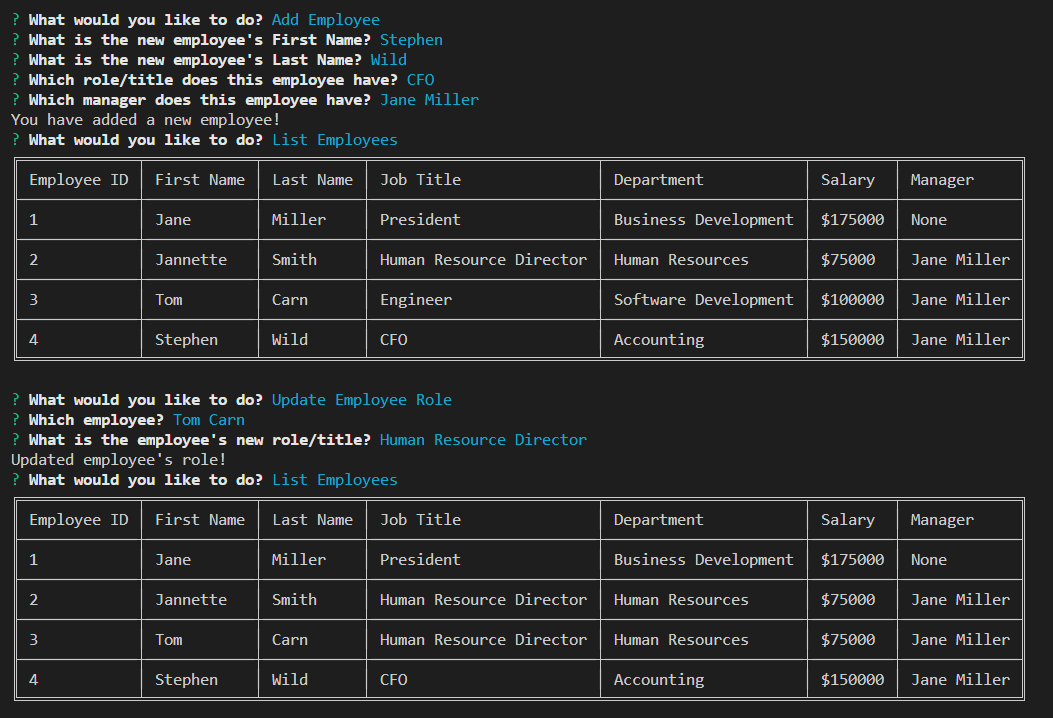 ? What would you like to do? Add Employee
? What is the new employee's First Name? Stephen
? What is the new employee's Last Name? Wild
? Which role/title does this employee have? CFO
? Which manager does this employee have? Jane Miller
You have added a new employee!
? What would you like to do? List Employees
Employee ID First Name Last Name Job Title Department Salary Manager
1 Jane Miller President Business Development $175000 None
2 Jannette Smith Human Resource Director Human Resources $75000 Jane Miller
3 Tom Carn Engineer Software Development $100000 Jane Miller
4 Stephen Wild CFO Accounting $150000 Jane Miller
? What would you like to do? Update Employee Role
? Which employee? Tom Carn
? What is the employee's new role/title? Human Resource Director
Updated employee's role!
? What would you like to do? List Employees
Employee ID First Name Last Name Job Title Department Salary Manager
1 Jane Miller President Business Development $175000 None
2 Jannette Smith Human Resource Director Human Resources $75000 Jane Miller
3 Tom Carn Human Resource Director Human Resources $75000 Jane Miller
4 Stephen Wild CFO Accounting $150000 Jane Miller